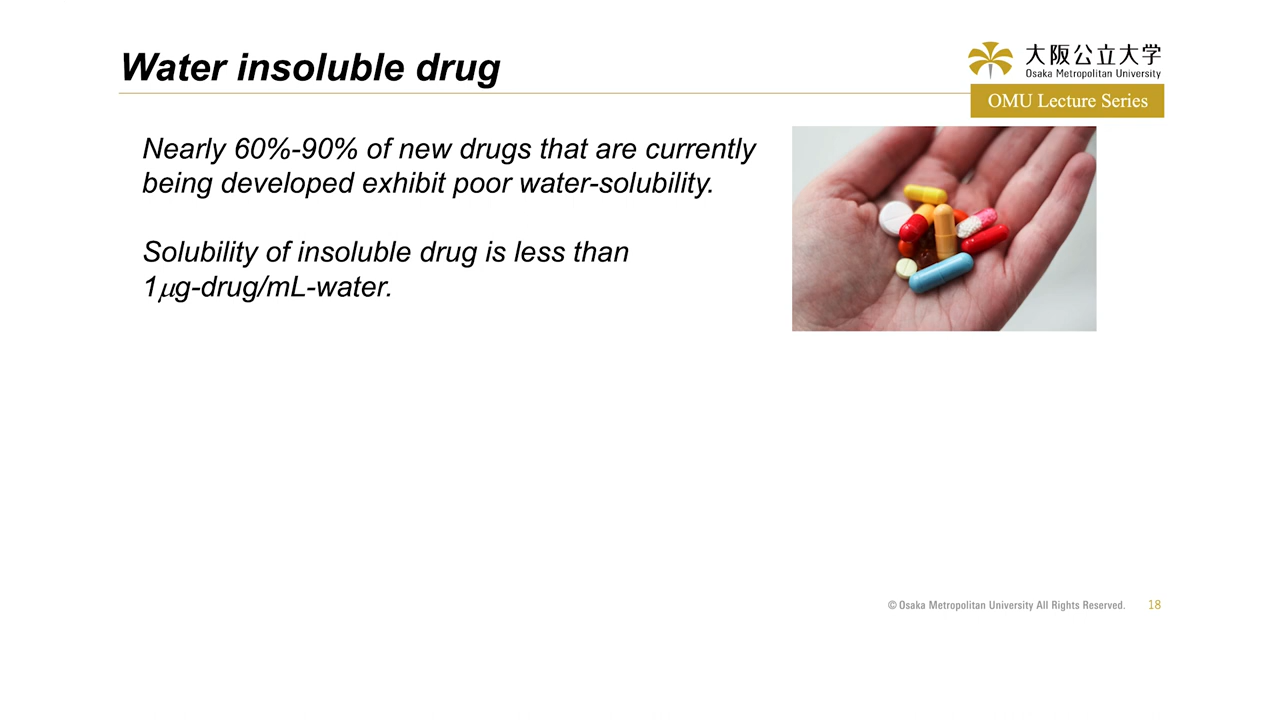 Water insoluble drug
大阪公立大学
Osaka Metropolitan University
OMU Lecture Series
Nearly 60%-90% of new drugs that are currently
being developed exhibit poor water-solubility.
Solubility of insoluble drug is less than
1μg-drug/mL-water.
© Osaka Metropolitan University All Rights Reserved.
18